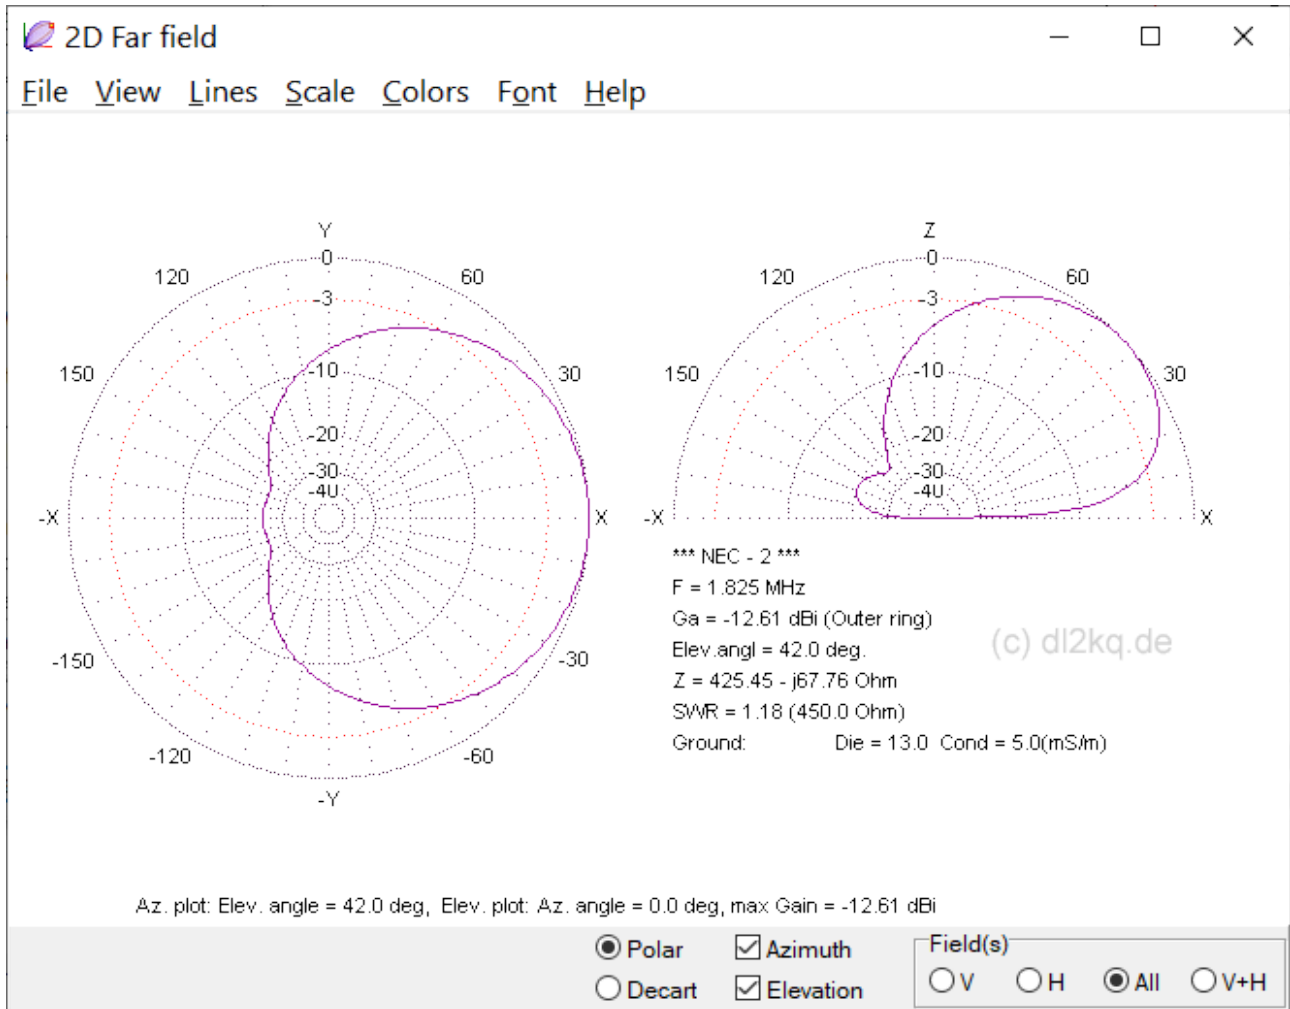 2D Far field
File View Lines Scale Colors Font Help
Y
0
-3
-10
-20
-30
-40
120
60
150
30
-X
X
-150
-30
-120
-60
-Y
Z
0
-3
-10
-20
-30
-40
120
60
150
30
-X
X
*** NEC - 2 ***
F = 1.825 MHz
Ga = -12.61 dBi (Outer ring)
Elev.angl = 42.0 deg.
Z = 425.45 - j67.76 Ohm
SWR = 1.18 (450.0 Ohm)
Ground: Die = 13.0 Cond = 5.0(mS/m)
(c) dl2kq.de
Az. plot: Elev. angle = 42.0 deg, Elev. plot: Az. angle = 0.0 deg, max Gain = -12.61 dBi
Polar
Decart
Azimuth
Elevation
Field(s)
V H All V+H